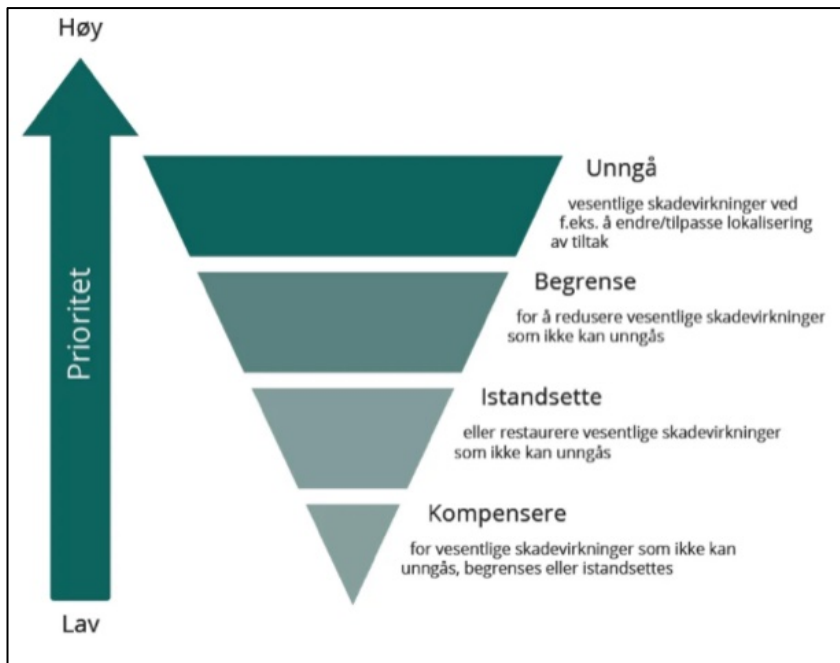 Høy
Prioritet
Unngå
vesentlige skadevirkninger ved
f.eks. å endre/tilpasse lokalisering
av tiltak
Begrense
for å redusere vesentlige skadevirkninger
som ikke kan unngås
Istandsette
eller restaurere vesentlige skadevirkninger
som ikke kan unngås
Kompensere
for vesentlige skadevirkninger som ikke kan
unngås, begrenses eller istandsettes
Lav